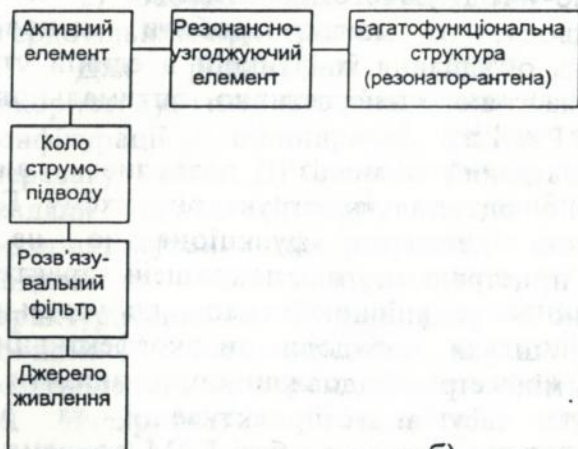 Активний
елемент
Резонансно-
узгоджуючий
елемент
Багатофункціональна
структура
(резонатор-антена)
Коло
струмо-
підводу
Розв'язу-
вальний
фільтр
Джерело
живлення
б)